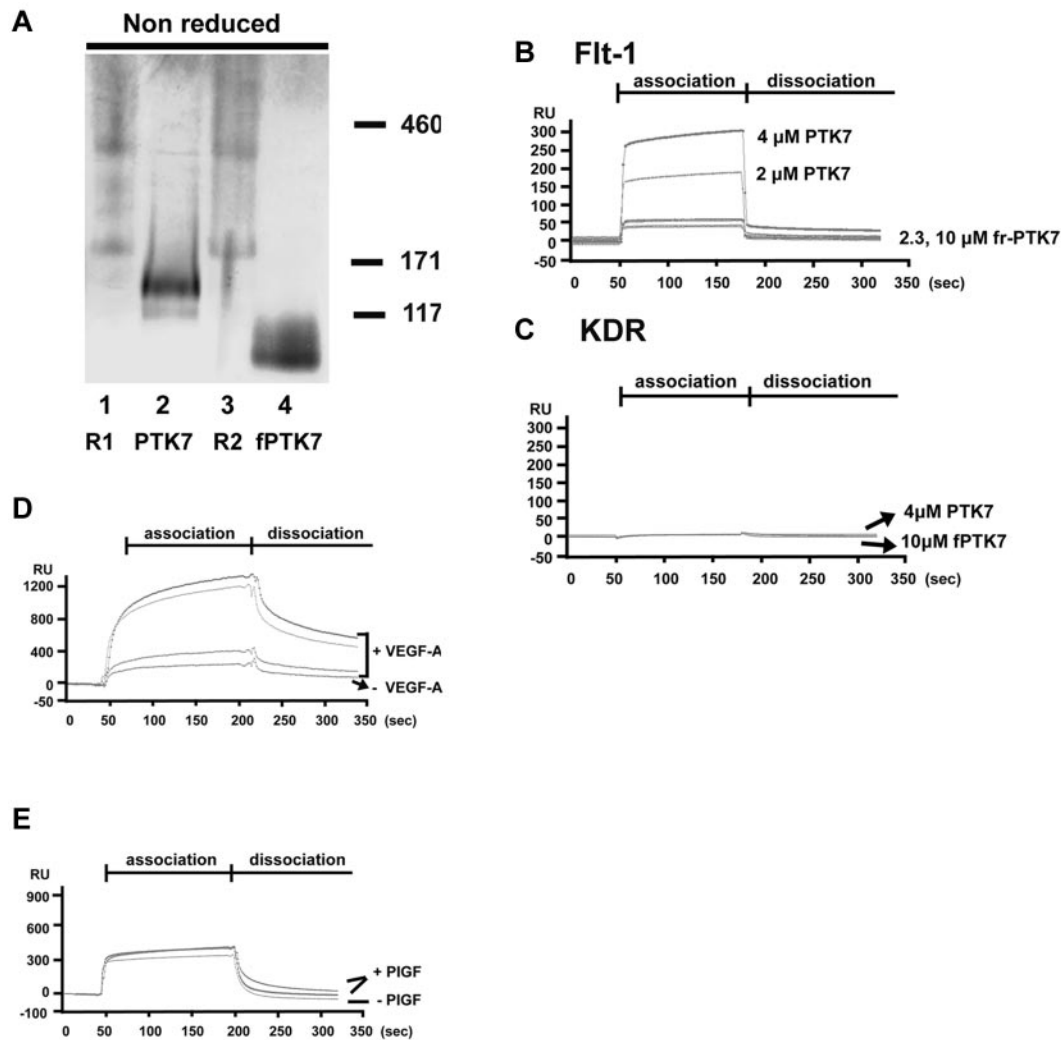 A
Non reduced
460
171
117
1 2 3 4
R1 PTK7 R2 fPTK7
B Flt-1
association dissociation
RU
300
250
200
150
100
50
0
-50
4 µM PTK7
2 µM PTK7
2.3, 10 µM fr-PTK7
0 50 100 150 200 250 300 350 (sec)
C KDR
association dissociation
RU
300
250
200
150
100
50
0
-50
4µM PTK7
10µM fPTK7
0 50 100 150 200 250 300 350 (sec)
D
association dissociation
RU
1200
800
400
0
-50
+ VEGF-A
- VEGF-A
0 50 100 150 200 250 300 350 (sec)
E
association dissociation
RU
900
600
300
0
-100
+ PIGF
- PIGF
0 50 100 150 200 250 300 350 (sec)